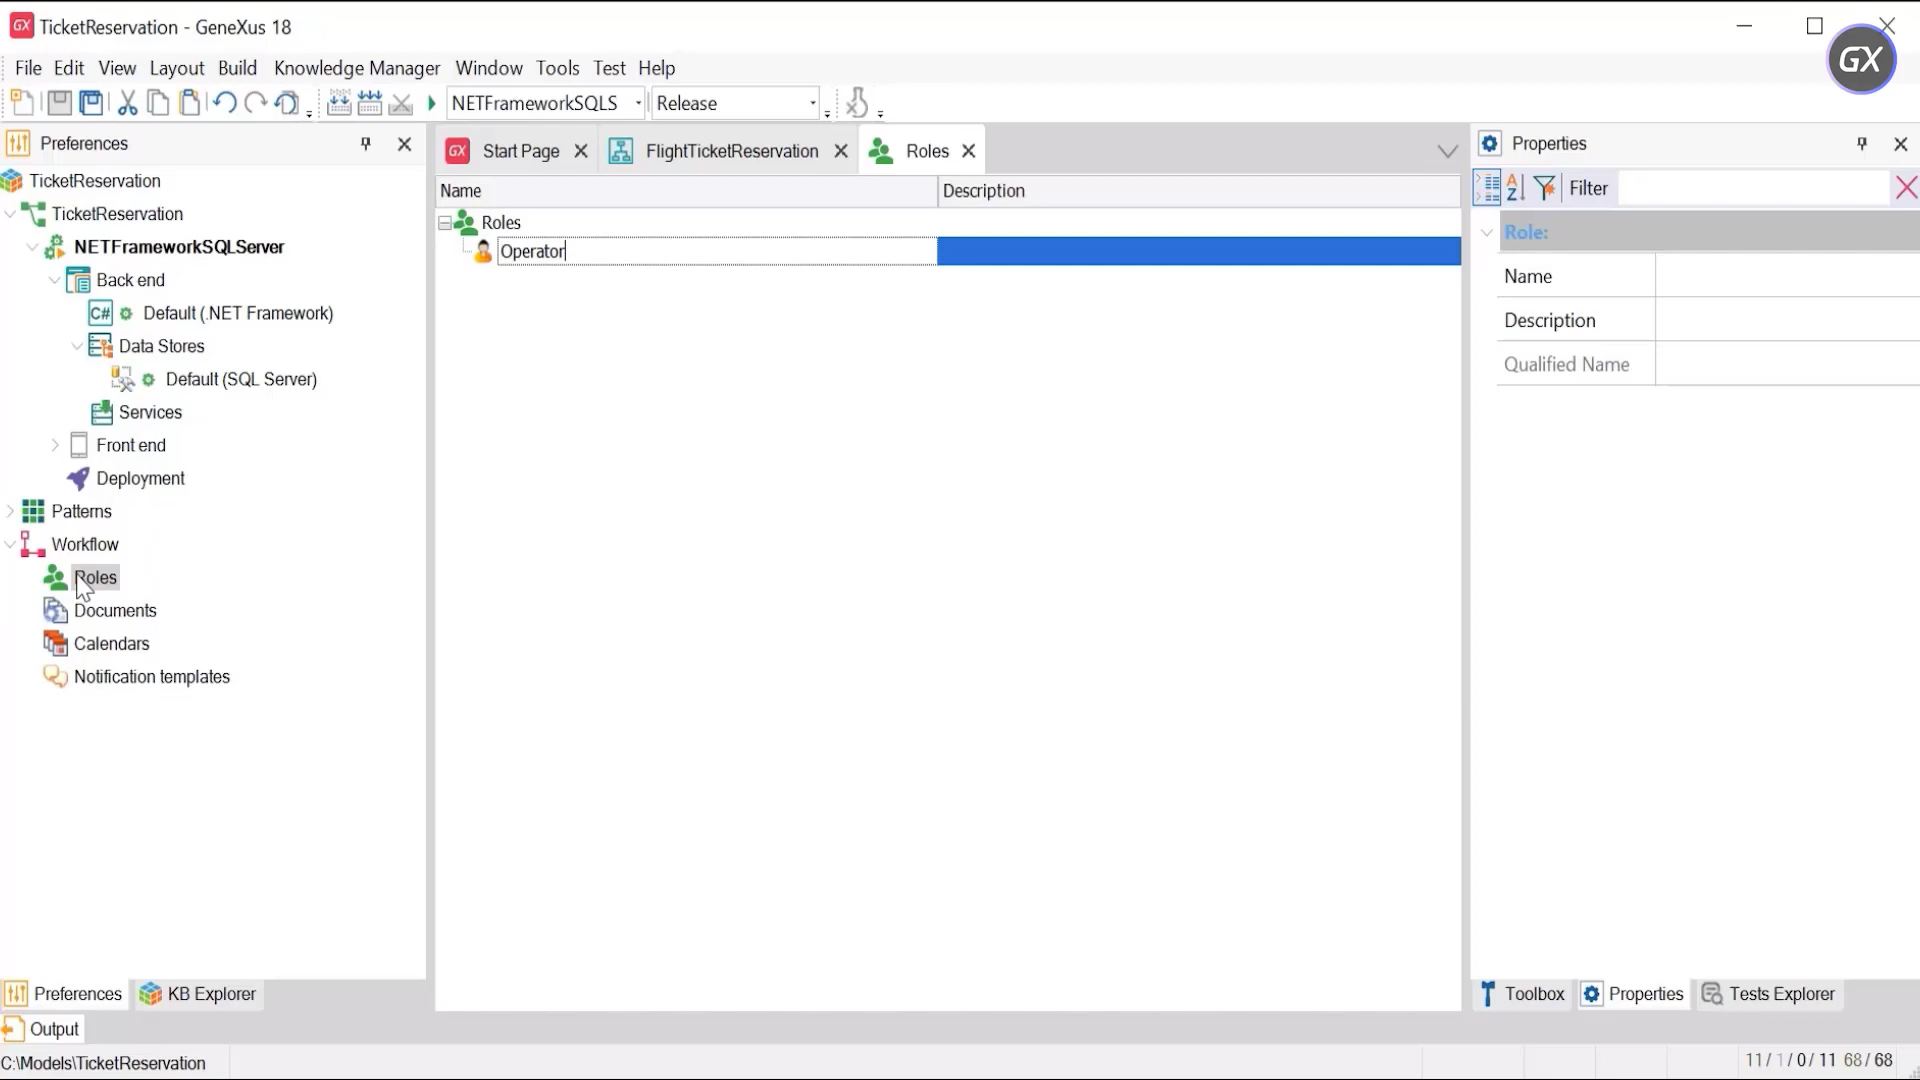 GX TicketReservation - GeneXus 18
GX
File Edit View Layout Build Knowledge Manager Window Tools Test Help
NETFrameworkSQLS Release
Preferences
TicketReservation
TicketReservation
NETFrameworkSQLServer
Back end
C# Default (.NET Framework)
Data Stores
Default (SQL Server)
Services
Front end
Deployment
Patterns
Workflow
Roles
Documents
Calendars
Notification templates
Preferences KB Explorer
GX Start Page FlightTicketReservation Roles
Name Description
Roles
Operator
Properties
A Z Filter
Role:
Name
Description
Qualified Name
Toolbox Properties Tests Explorer
Output
C:\Models\TicketReservation
11/ 1/ 0/ 11 68/ 68